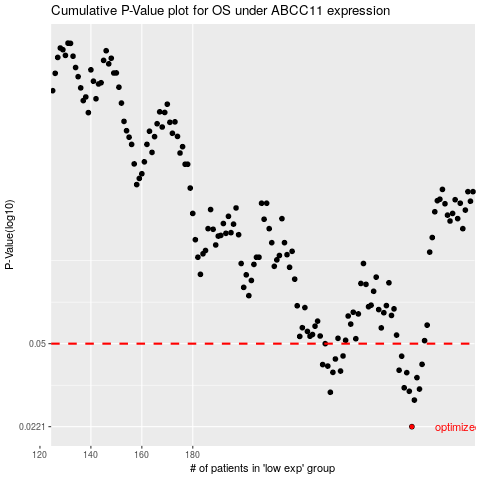 Cumulative P-Value plot for OS under ABCC11 expression
P-Value(log10)
0.05
0.0221
optimize
120 140 160 180
# of patients in 'low exp' group